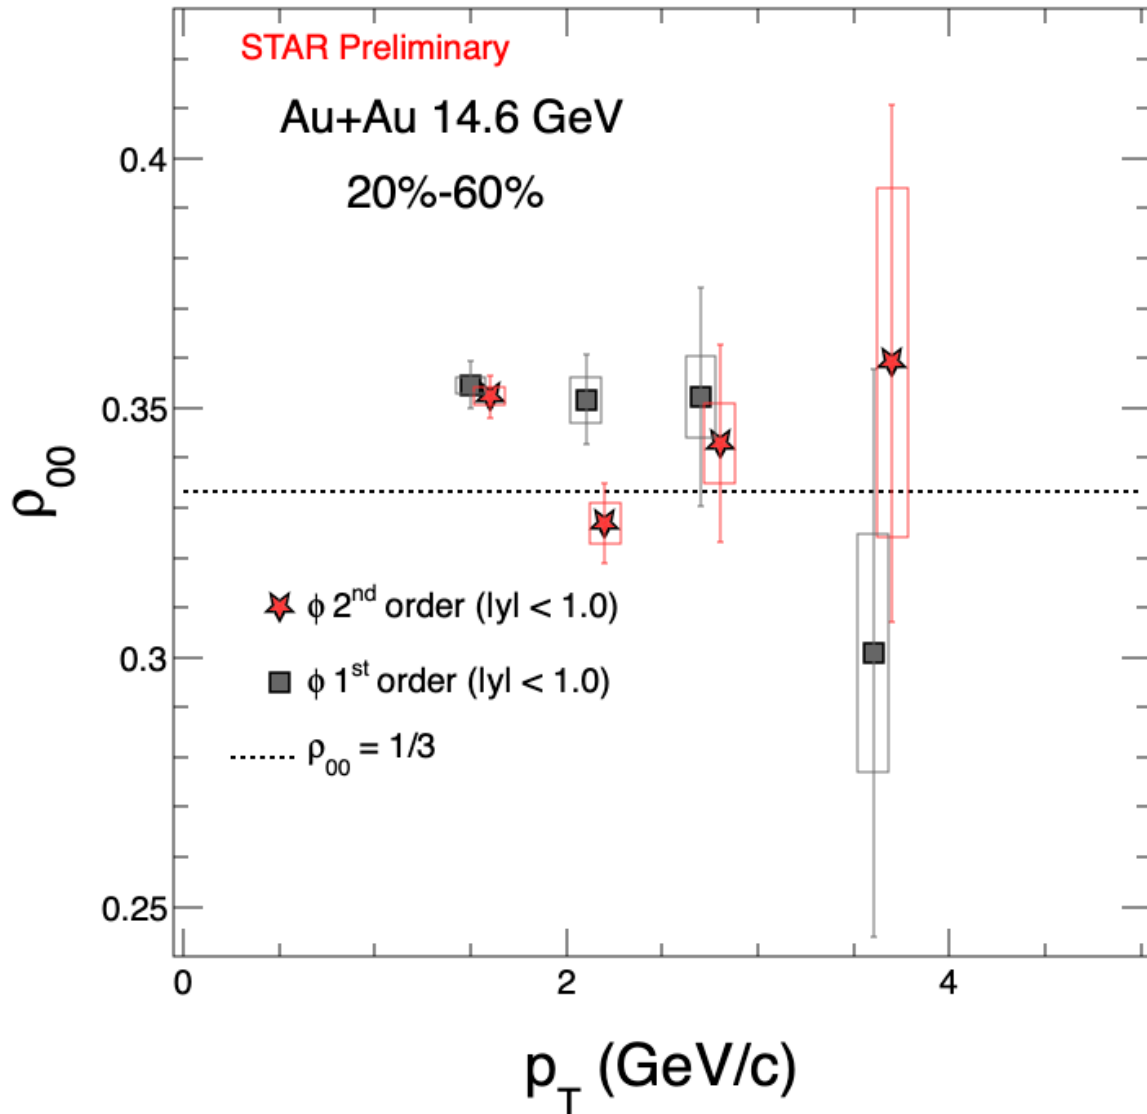 STAR Preliminary
Au+Au 14.6 GeV
20%-60%
0.4
0.35
0.3
0.25
ρ₀₀
ϕ 2ⁿᵈ order (|y| < 1.0)
ϕ 1ˢᵗ order (|y| < 1.0)
ρ₀₀ = 1/3
0 2 4
p_T (GeV/c)